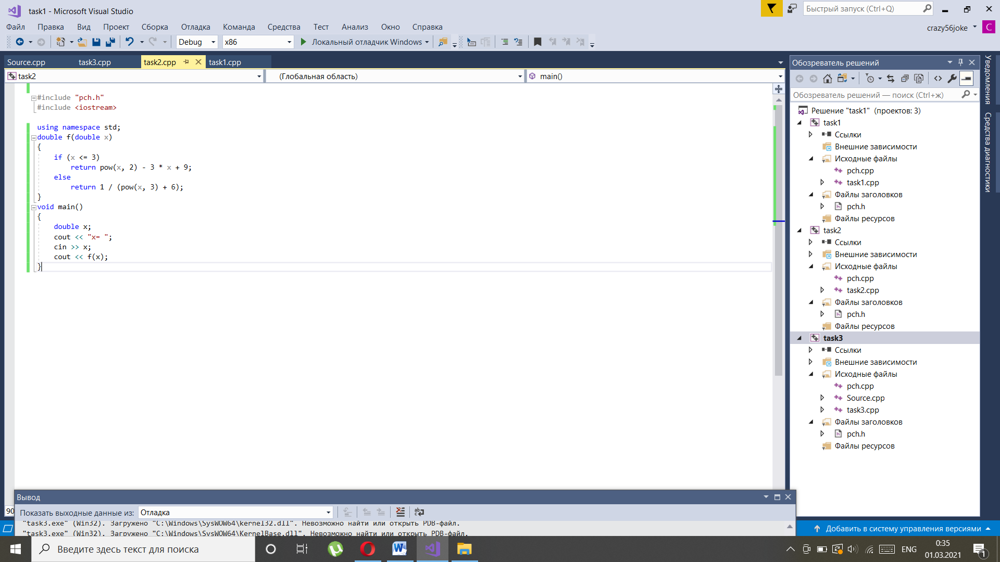 task1 - Microsoft Visual Studio
Быстрый запуск (Ctrl+Q)
Файл Правка Вид Проект Сборка Отладка Команда Средства Тест Анализ Окно Справка
crazy56joke C
Debug x86 Локальный отладчик Windows
Source.cpp task3.cpp task2.cpp task1.cpp
task2 (Глобальная область) main()
#include "pch.h"
#include <iostream>
using namespace std;
double f(double x)
{
if (x <= 3)
return pow(x, 2) - 3 * x + 9;
else
return 1 / (pow(x, 3) + 6);
}
void main()
{
double x;
cout << "x= ";
cin >> x;
cout << f(x);
}
90
Обозреватель решений
Обозреватель решений — поиск (Ctrl+ж)
Решение "task1" (проектов: 3)
task1
Ссылки
Внешние зависимости
Исходные файлы
pch.cpp
task1.cpp
Файлы заголовков
pch.h
Файлы ресурсов
task2
Ссылки
Внешние зависимости
Исходные файлы
pch.cpp
task2.cpp
Файлы заголовков
pch.h
Файлы ресурсов
task3
Ссылки
Внешние зависимости
Исходные файлы
pch.cpp
Source.cpp
task3.cpp
Файлы заголовков
pch.h
Файлы ресурсов
Уведомления
Средства диагностики
Вывод
Показать выходные данные из: Отладка
"task3.exe" (Win32). Загружено "C:\Windows\SysWOW64\kernel32.dll". Невозможно найти или открыть PDB-файл.
"task3.exe" (Win32). Загружено "C:\Windows\SysWOW64\KernelBase.dll". Невозможно найти или открыть PDB-файл.
Добавить в систему управления версиями
Введите здесь текст для поиска
ENG
0:35
01.03.2021
1